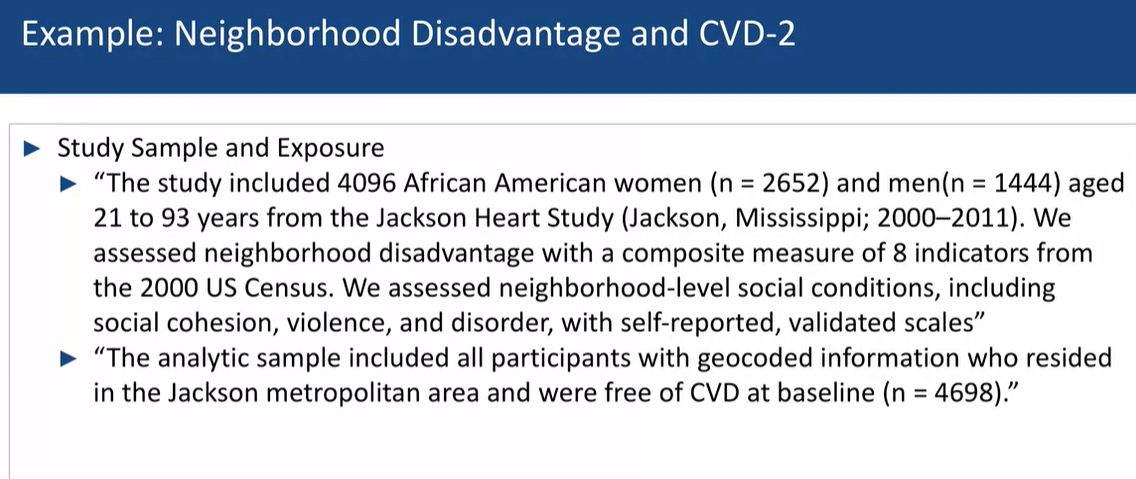 Example: Neighborhood Disadvantage and CVD-2
► Study Sample and Exposure
► “The study included 4096 African American women (n = 2652) and men(n = 1444) aged
21 to 93 years from the Jackson Heart Study (Jackson, Mississippi; 2000–2011). We
assessed neighborhood disadvantage with a composite measure of 8 indicators from
the 2000 US Census. We assessed neighborhood-level social conditions, including
social cohesion, violence, and disorder, with self-reported, validated scales”
► “The analytic sample included all participants with geocoded information who resided
in the Jackson metropolitan area and were free of CVD at baseline (n = 4698).”